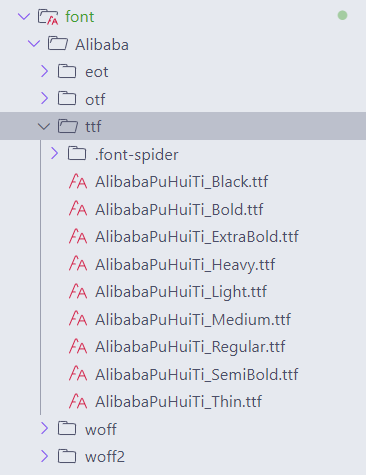 font
Alibaba
eot
otf
ttf
.font-spider
AlibabaPuHuiTi_Black.ttf
AlibabaPuHuiTi_Bold.ttf
AlibabaPuHuiTi_ExtraBold.ttf
AlibabaPuHuiTi_Heavy.ttf
AlibabaPuHuiTi_Light.ttf
AlibabaPuHuiTi_Medium.ttf
AlibabaPuHuiTi_Regular.ttf
AlibabaPuHuiTi_SemiBold.ttf
AlibabaPuHuiTi_Thin.ttf
woff
woff2